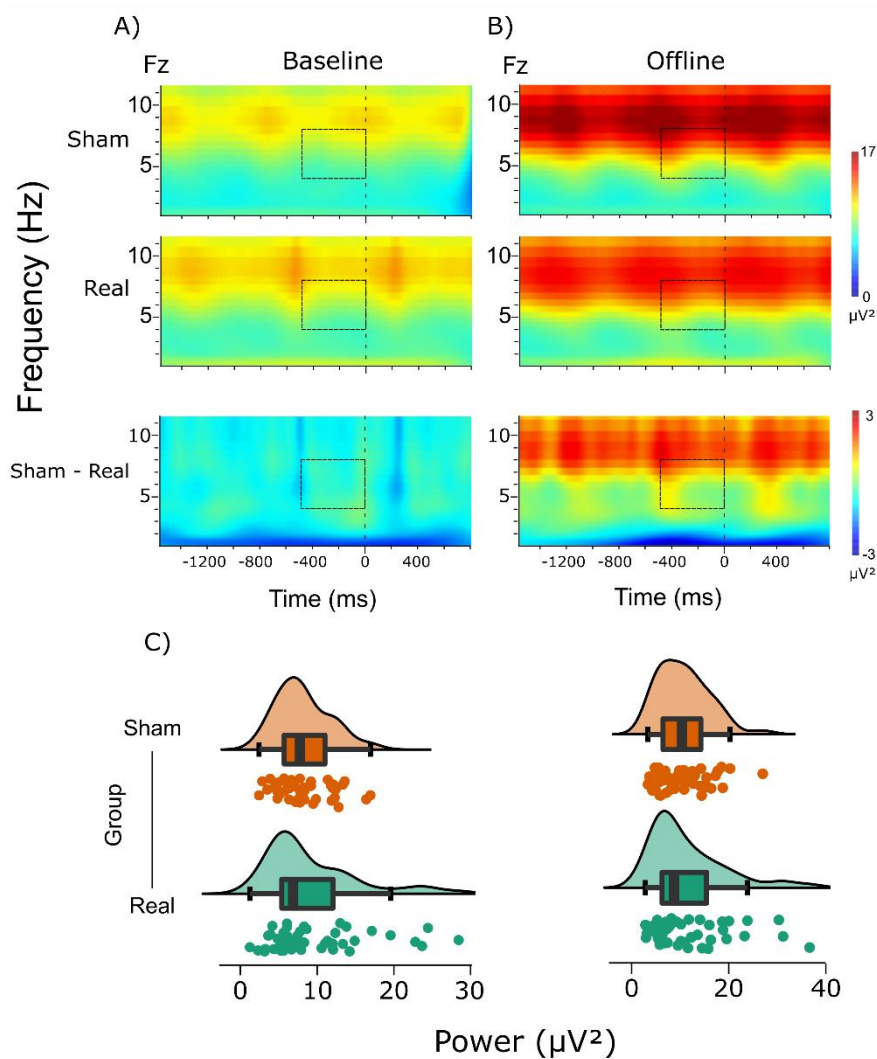 A)
B)
Fz
Baseline
Fz
Offline
Sham
10
5
10
5
17
0
µV²
Real
10
5
10
5
Sham - Real
10
5
10
5
3
-3
µV²
-1200 -800 -400 0 400
-1200 -800 -400 0 400
Frequency (Hz)
Time (ms)
Time (ms)
C)
Sham
Group
Real
0 10 20 30
0 20 40
Power (µV²)